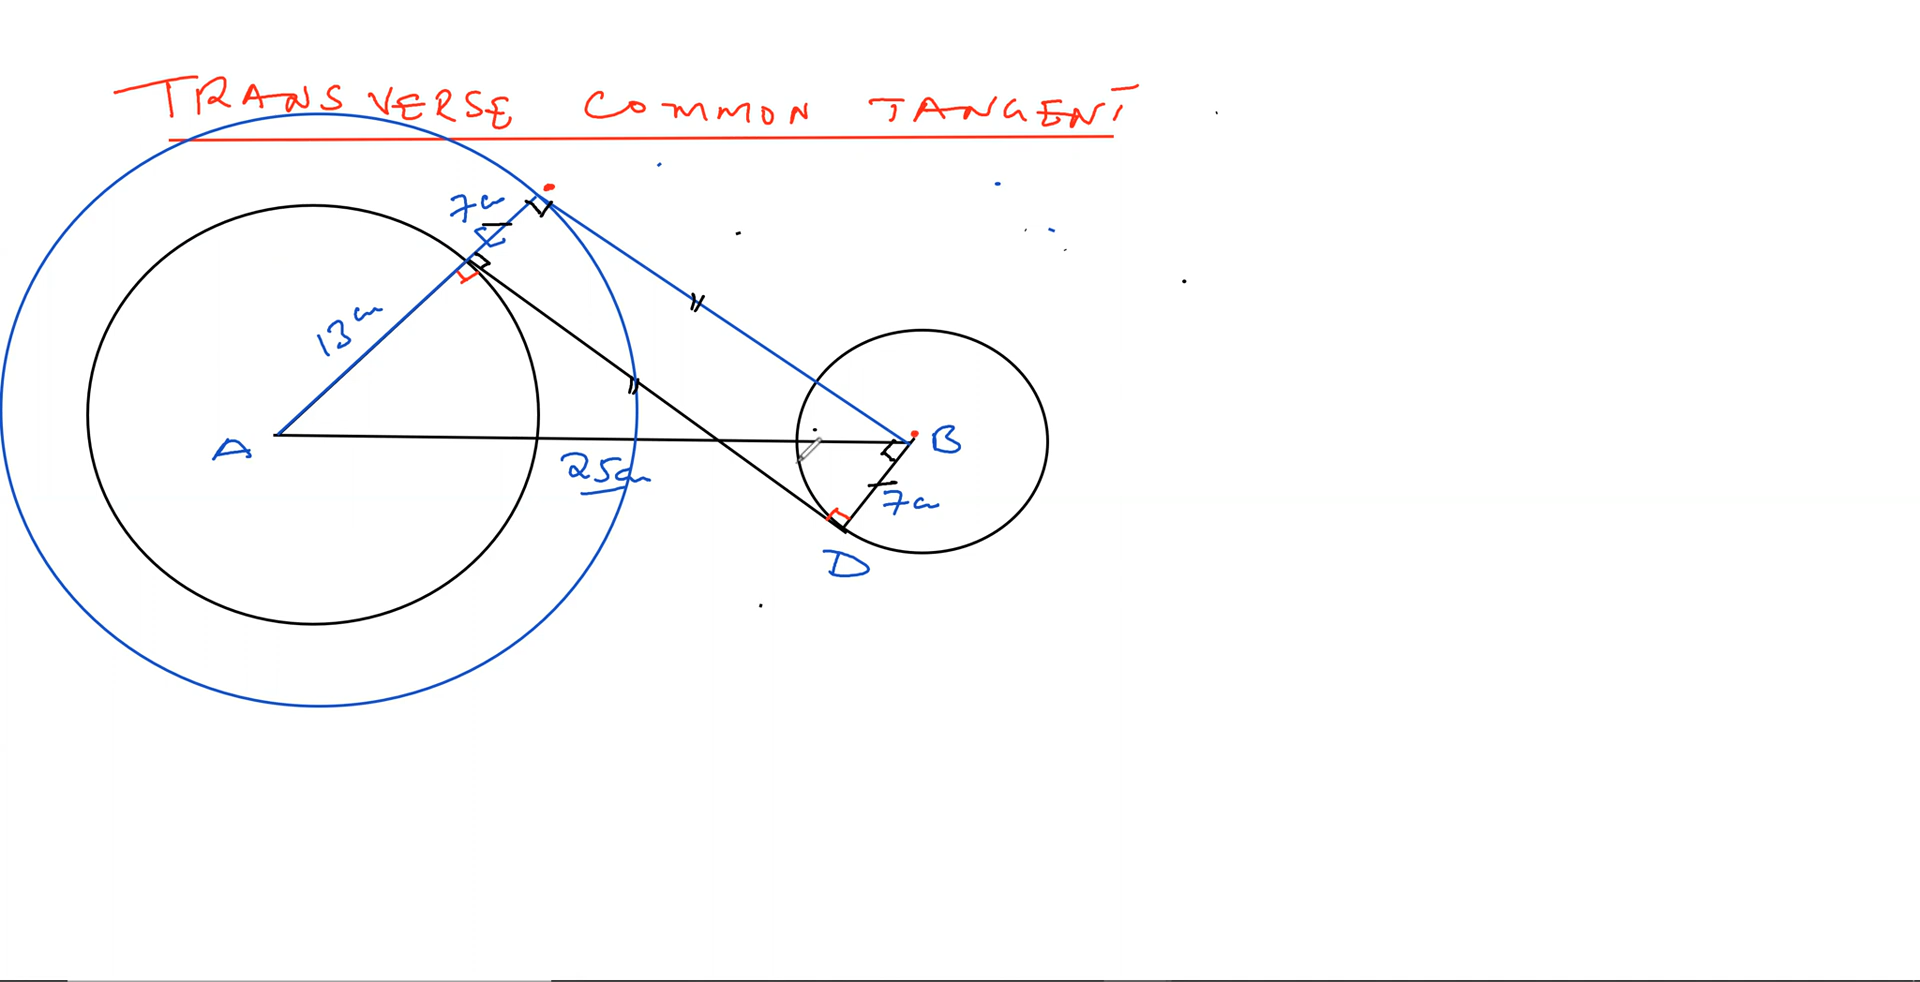 TRANSVERSE COMMON TANGENT
7cm
13cm
A
B
25cm
7cm
D